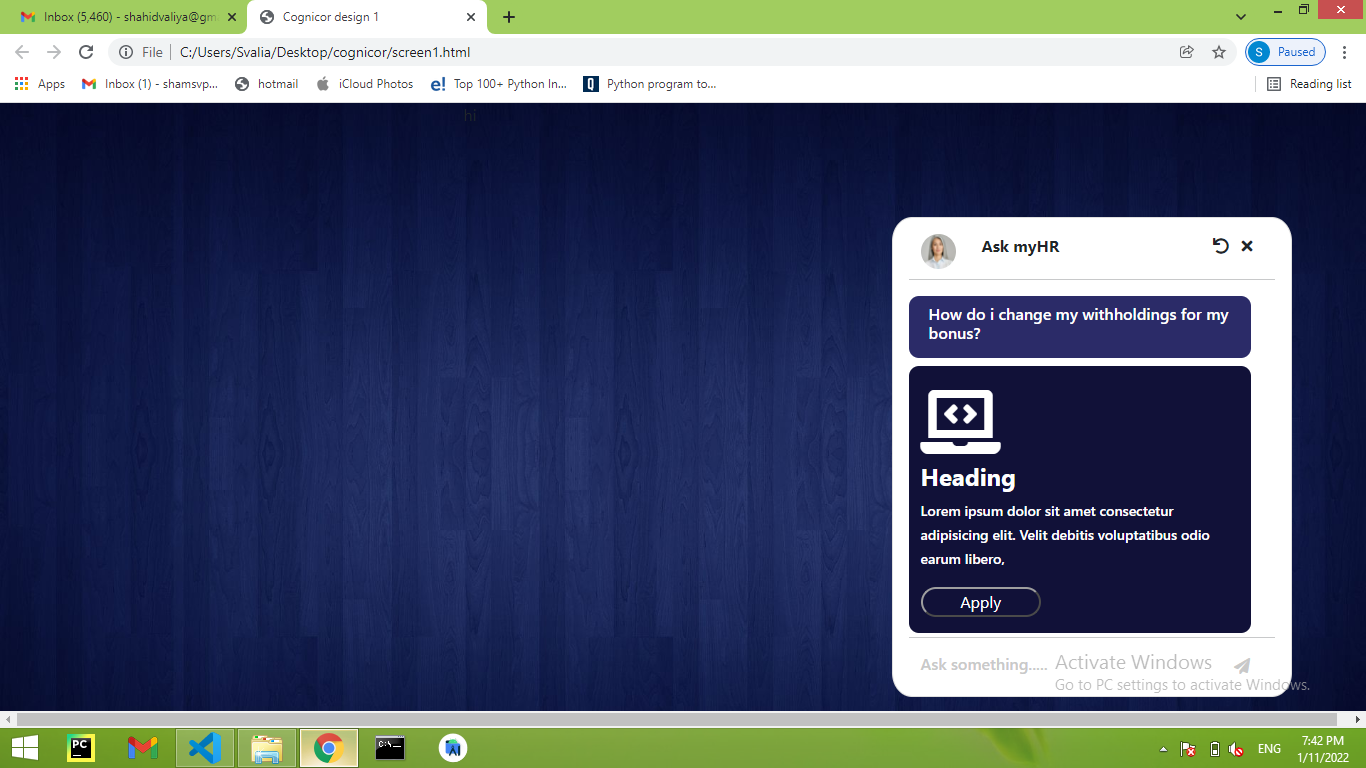 Inbox (5,460) - shahidvaliya@gm
Cognicor design 1
File
C:/Users/Svalia/Desktop/cognicor/screen1.html
S
Paused
Apps
Inbox (1) - shamsvp...
hotmail
iCloud Photos
e!
Top 100+ Python In...
Q
Python program to...
Reading list
hi
Ask myHR
How do i change my withholdings for my
bonus?
Heading
Lorem ipsum dolor sit amet consectetur
adipisicing elit. Velit debitis voluptatibus odio
earum libero,
Apply
Ask something.....
Activate Windows
Go to PC settings to activate Windows.
PC
C:\_
ENG
7:42 PM
1/11/2022